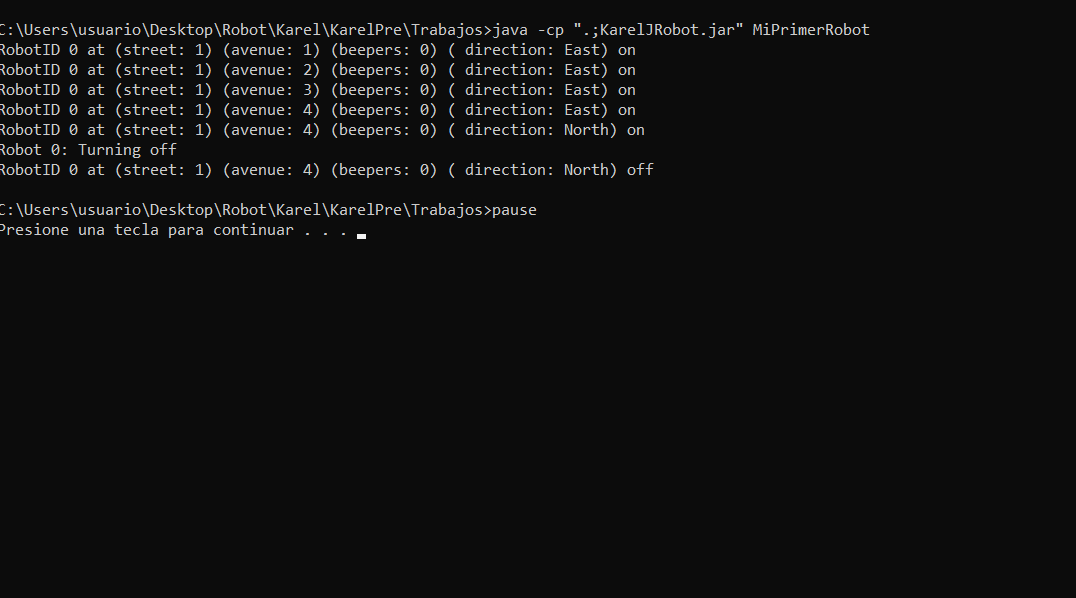 C:\Users\usuario\Desktop\Robot\Karel\KarelPre\Trabajos>java -cp ".;KarelJRobot.jar" MiPrimerRobot
RobotID 0 at (street: 1) (avenue: 1) (beepers: 0) ( direction: East) on
RobotID 0 at (street: 1) (avenue: 2) (beepers: 0) ( direction: East) on
RobotID 0 at (street: 1) (avenue: 3) (beepers: 0) ( direction: East) on
RobotID 0 at (street: 1) (avenue: 4) (beepers: 0) ( direction: East) on
RobotID 0 at (street: 1) (avenue: 4) (beepers: 0) ( direction: North) on
Robot 0: Turning off
RobotID 0 at (street: 1) (avenue: 4) (beepers: 0) ( direction: North) off
C:\Users\usuario\Desktop\Robot\Karel\KarelPre\Trabajos>pause
Presione una tecla para continuar . . .